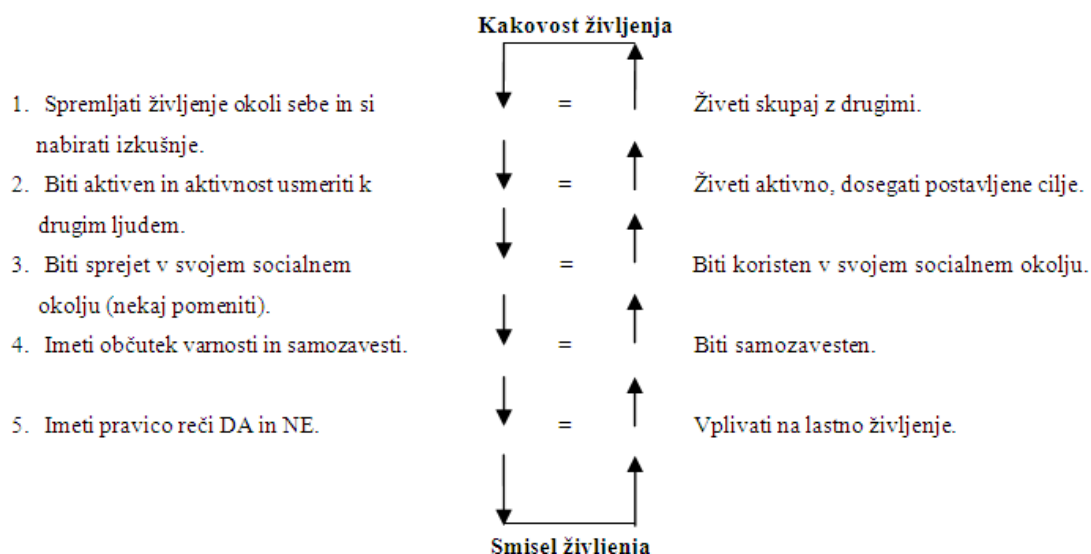 Kakovost življenja
1. Spremljati življenje okoli sebe in si = Živeti skupaj z drugimi.
nabirati izkušnje.
2. Biti aktiven in aktivnost usmeriti k = Živeti aktivno, dosegati postavljene cilje.
drugim ljudem.
3. Biti sprejet v svojem socialnem = Biti koristen v svojem socialnem okolju.
okolju (nekaj pomeniti).
4. Imeti občutek varnosti in samozavesti. = Biti samozavesten.
5. Imeti pravico reči DA in NE. = Vplivati na lastno življenje.
Smisel življenja